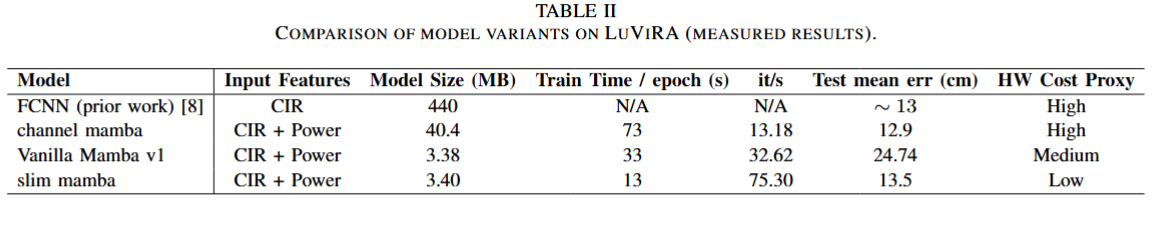 TABLE II
COMPARISON OF MODEL VARIANTS ON LUVIRA (MEASURED RESULTS).
Model Input Features Model Size (MB) Train Time / epoch (s) it/s Test mean err (cm) HW Cost Proxy
FCNN (prior work) [8] CIR 440 N/A N/A ~ 13 High
channel mamba CIR + Power 40.4 73 13.18 12.9 High
Vanilla Mamba v1 CIR + Power 3.38 33 32.62 24.74 Medium
slim mamba CIR + Power 3.40 13 75.30 13.5 Low